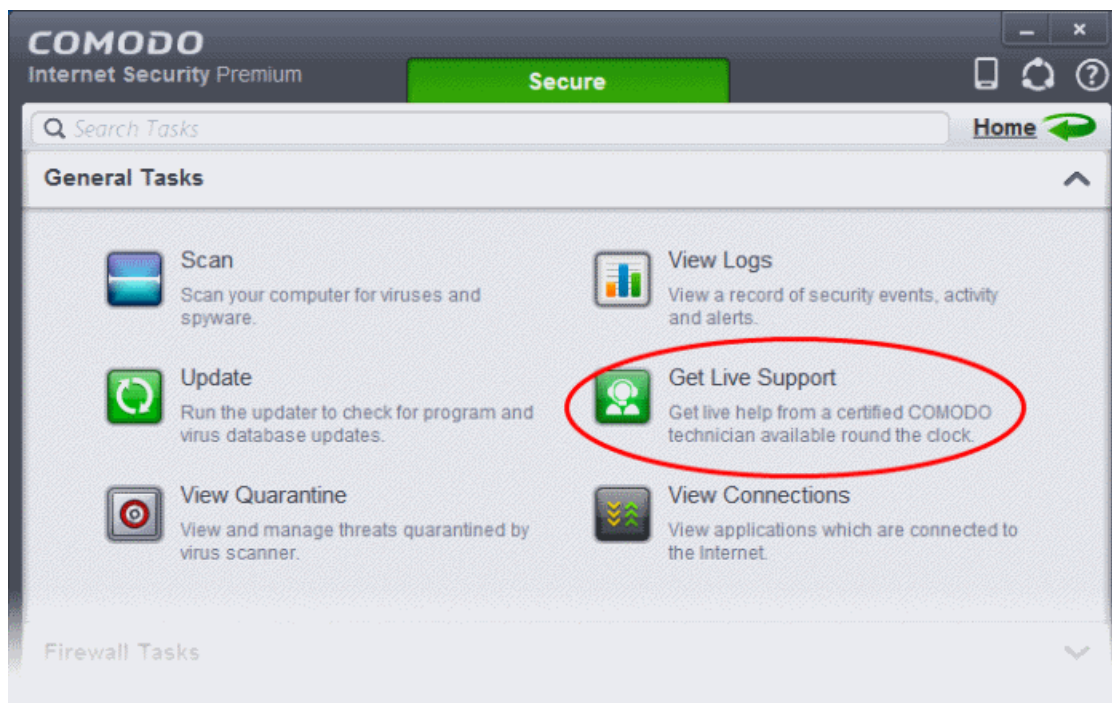 COMODO
Internet Security Premium
Secure
?
Search Tasks
Home
General Tasks
Scan
Scan your computer for viruses and
spyware.
View Logs
View a record of security events, activity
and alerts.
Update
Run the updater to check for program and
virus database updates.
Get Live Support
Get live help from a certified COMODO
technician available round the clock.
View Quarantine
View and manage threats quarantined by
virus scanner.
View Connections
View applications which are connected to
the Internet.
Firewall Tasks